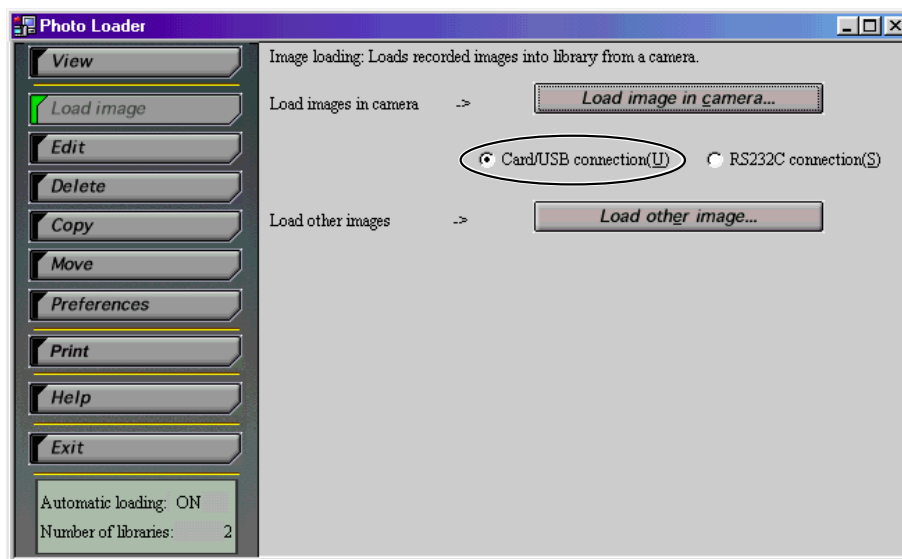 Photo Loader
View
Load image
Edit
Delete
Copy
Move
Preferences
Print
Help
Exit
Automatic loading: ON
Number of libraries: 2
Image loading: Loads recorded images into library from a camera.
Load images in camera -> Load image in camera...
Card/USB connection(U) RS232C connection(S)
Load other images -> Load other image...